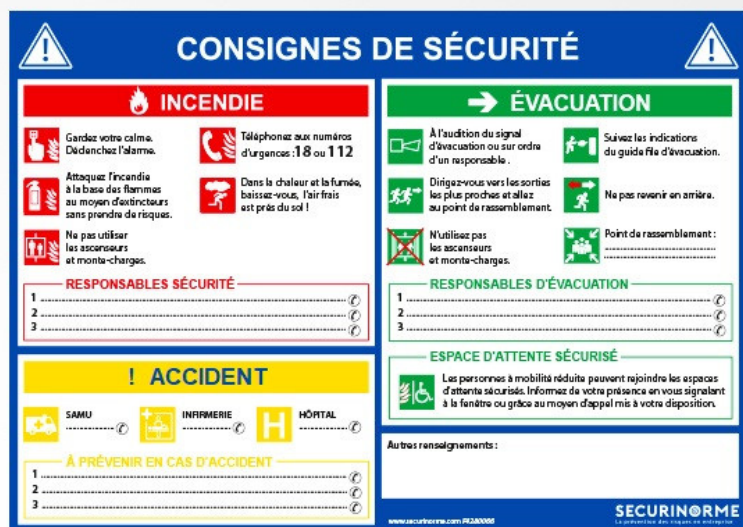 CONSIGNES DE SÉCURITÉ
INCENDIE
Gardez votre calme.
Déclenchez l'alarme.
Téléphonez aux numéros
d'urgences : 18 ou 112
Attaquez l'incendie
à la base des flammes
au moyen d'extincteurs
sans prendre de risques.
Dans la chaleur et la fumée,
baissez-vous, l'air frais
est près du sol !
Ne pas utiliser
les ascenseurs
et monte-charges.
RESPONSABLES SÉCURITÉ
1
2
3
! ACCIDENT
SAMU
INFIRMERIE
HÔPITAL
H
À PRÉVENIR EN CAS D'ACCIDENT
1
2
3
ÉVACUATION
À l'audition du signal
d'évacuation ou sur ordre
d'un responsable .
Suivez les indications
du guide file d'évacuation.
Dirigez-vous vers les sorties
les plus proches et allez
au point de rassemblement.
Ne pas revenir en arrière.
N'utilisez pas
les ascenseurs
et monte-charges.
Point de rassemblement :
RESPONSABLES D'ÉVACUATION
1
2
3
ESPACE D'ATTENTE SÉCURISÉ
Les personnes à mobilité réduite peuvent rejoindre les espaces
d'attente sécurisés. Informez de votre présence en vous signalant
à la fenêtre ou grâce au moyen d'appel mis à votre disposition.
Autres renseignements :
www.securinorme.com
SECURINORME
La prévention des risques en entreprise